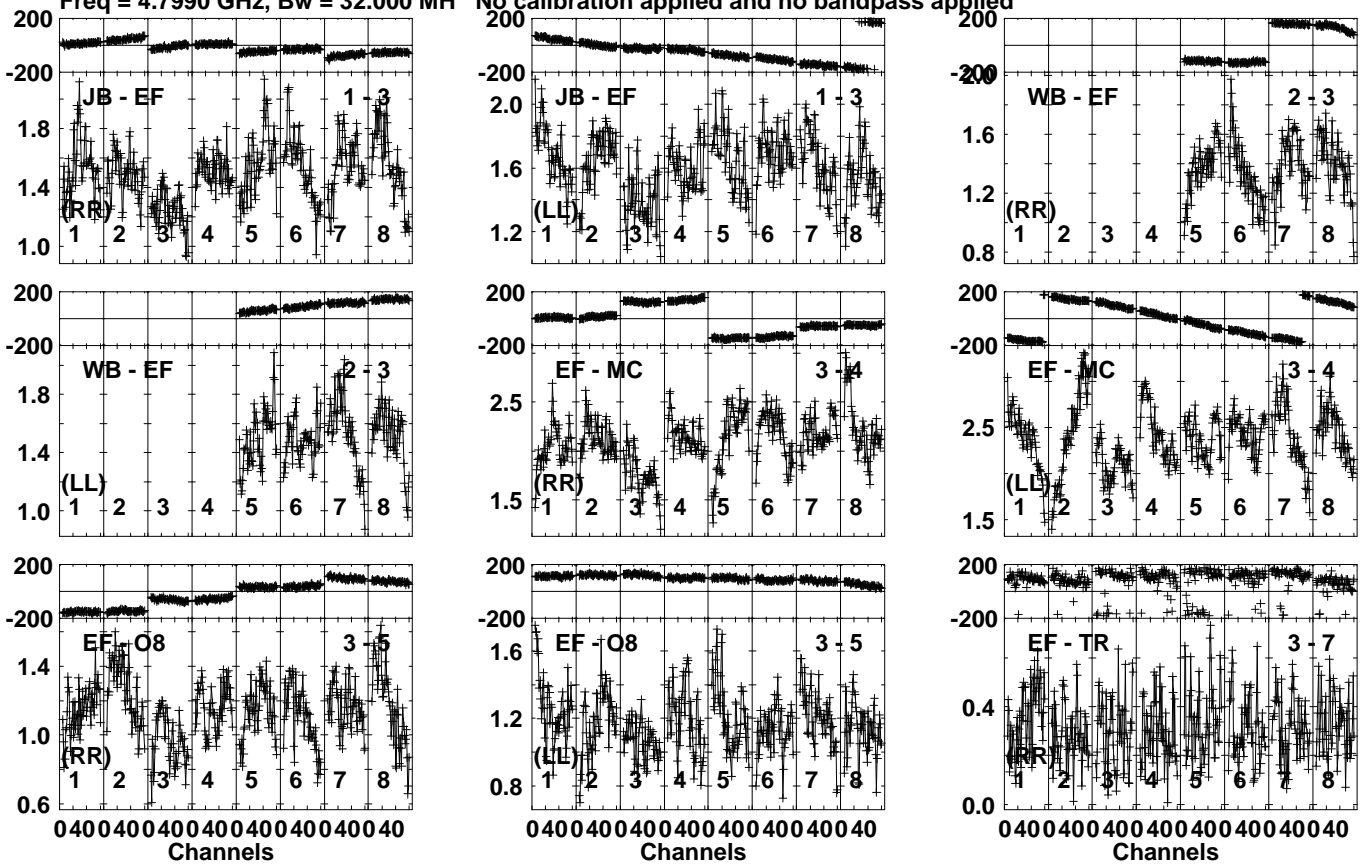 Freq = 4.7990 GHz, Bw = 32.000 MH No calibration applied and no bandpass applied
200 200 200
-200 -200 -200
JB - EF 1 - 3 JB - EF 1 - 3 WB - EF 2 - 3
2.0 2.0
1.8
1.6 1.6
1.4
1.2 1.2
1.0 0.8
(RR) (LL) (RR)
1 2 3 4 5 6 7 8 1 2 3 4 5 6 7 8 1 2 3 4 5 6 7 8
200 200 200
-200 -200 -200
WB - EF 2 - 3 EF - MC 3 - 4 EF - MC 3 - 4
1.8 2.5 2.5
1.4
1.0 1.5 1.5
(LL) (RR) (LL)
1 2 3 4 5 6 7 8 1 2 3 4 5 6 7 8 1 2 3 4 5 6 7 8
200 200 200
-200 -200 -200
EF - O8 3 - 5 EF - O8 3 - 5 EF - TR 3 - 7
1.4 1.6 0.4
1.0 1.2
0.6 0.8 0.0
(RR) (LL) (RR)
1 2 3 4 5 6 7 8 1 2 3 4 5 6 7 8 1 2 3 4 5 6 7 8
0 40 0 40 0 40 0 40 0 40 0 40 0 40 0 40 0 40 0 40 0 40 0 40 0 40 0 40 0 40 0 40 0 40 0 40 0 40 0 40 0 40 0 40 0 40 0 40
Channels Channels Channels